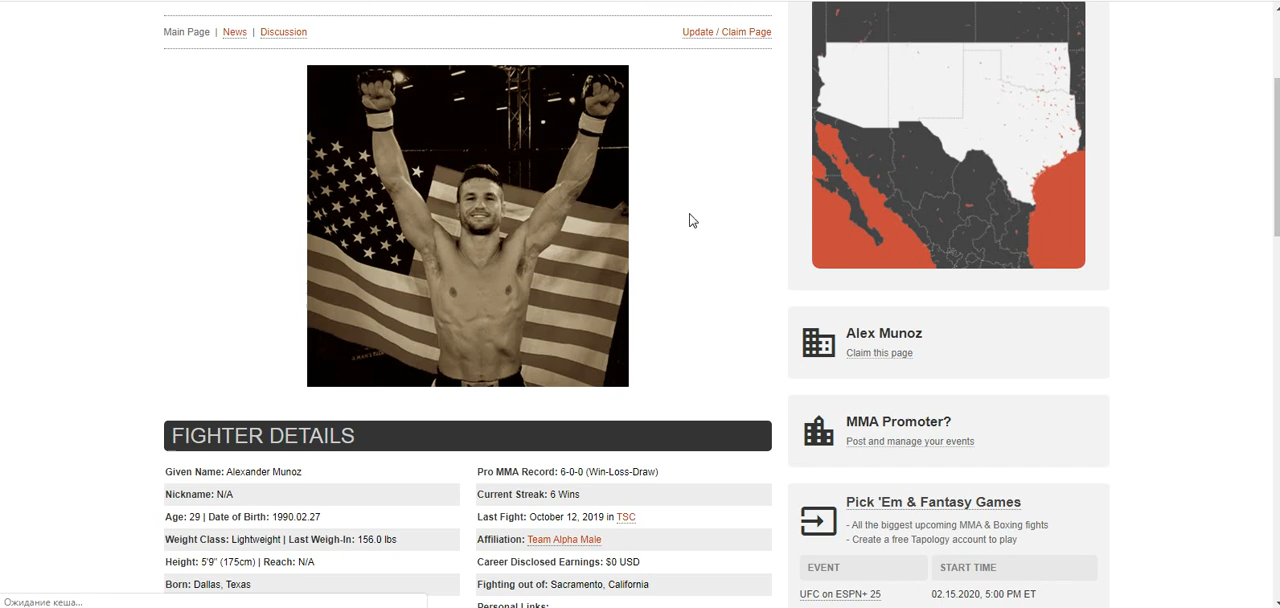 Main Page | News | Discussion
Update / Claim Page
FIGHTER DETAILS
Given Name: Alexander Munoz
Pro MMA Record: 6-0-0 (Win-Loss-Draw)
Nickname: N/A
Current Streak: 6 Wins
Age: 29 | Date of Birth: 1990.02.27
Last Fight: October 12, 2019 in TSC
Weight Class: Lightweight | Last Weigh-In: 156.0 lbs
Affiliation: Team Alpha Male
Height: 5'9" (175cm) | Reach: N/A
Career Disclosed Earnings: $0 USD
Born: Dallas, Texas
Fighting out of: Sacramento, California
Personal Links:
Alex Munoz
Claim this page
MMA Promoter?
Post and manage your events
Pick 'Em & Fantasy Games
- All the biggest upcoming MMA & Boxing fights
- Create a free Tapology account to play
EVENT
START TIME
UFC on ESPN+ 25
02.15.2020, 5:00 PM ET
Ожидание кеша...